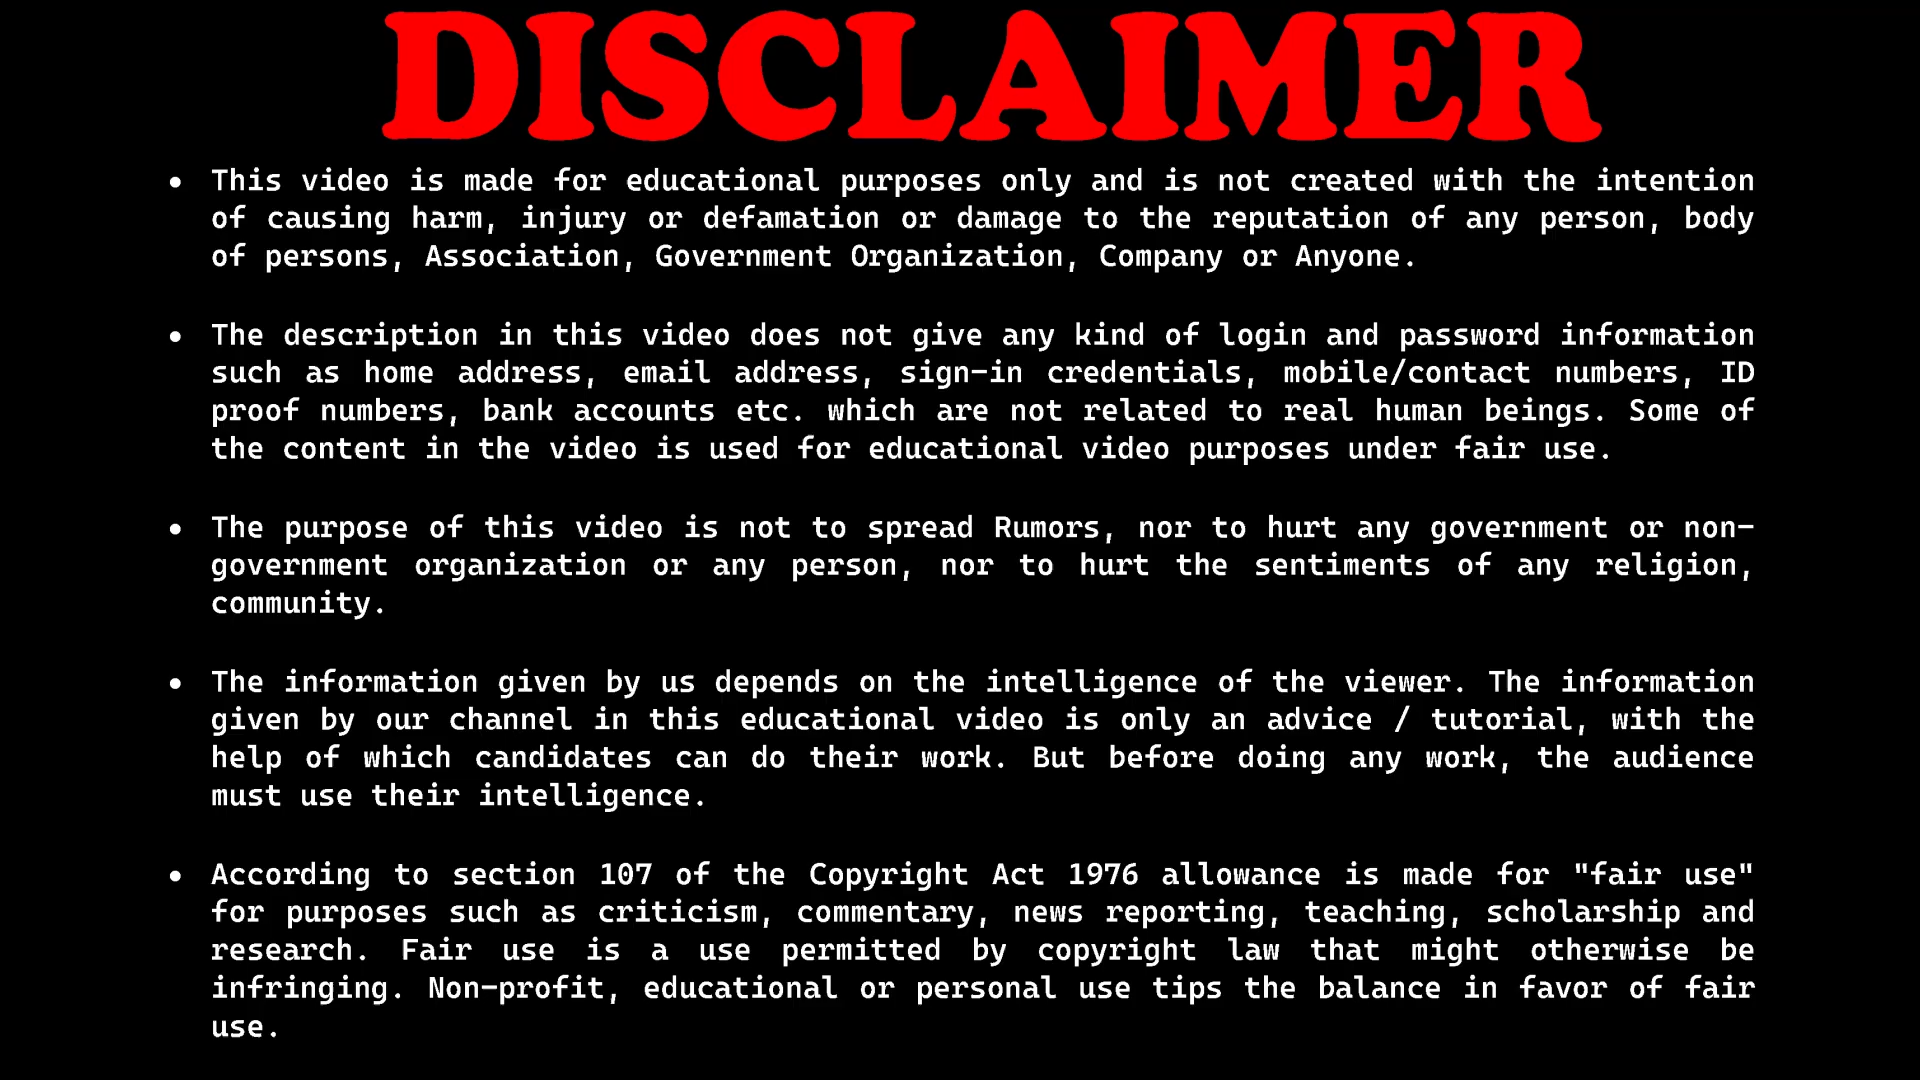 DISCLAIMER
• This video is made for educational purposes only and is not created with the intention
of causing harm, injury or defamation or damage to the reputation of any person, body
of persons, Association, Government Organization, Company or Anyone.
• The description in this video does not give any kind of login and password information
such as home address, email address, sign-in credentials, mobile/contact numbers, ID
proof numbers, bank accounts etc. which are not related to real human beings. Some of
the content in the video is used for educational video purposes under fair use.
• The purpose of this video is not to spread Rumors, nor to hurt any government or non-
government organization or any person, nor to hurt the sentiments of any religion,
community.
• The information given by us depends on the intelligence of the viewer. The information
given by our channel in this educational video is only an advice / tutorial, with the
help of which candidates can do their work. But before doing any work, the audience
must use their intelligence.
• According to section 107 of the Copyright Act 1976 allowance is made for "fair use"
for purposes such as criticism, commentary, news reporting, teaching, scholarship and
research. Fair use is a use permitted by copyright law that might otherwise be
infringing. Non-profit, educational or personal use tips the balance in favor of fair
use.